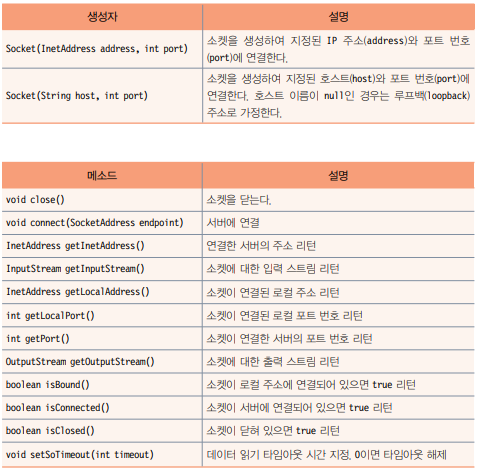 생성자 설명
Socket(InetAddress address, int port) 소켓을 생성하여 지정된 IP 주소(address)와 포트 번호
(port)에 연결한다.
Socket(String host, int port) 소켓을 생성하여 지정된 호스트(host)와 포트 번호(port)에
연결한다. 호스트 이름이 null인 경우는 루프백(loopback)
주소로 가정한다.
메소드 설명
void close() 소켓을 닫는다.
void connect(SocketAddress endpoint) 서버에 연결
InetAddress getInetAddress() 연결한 서버의 주소 리턴
InputStream getInputStream() 소켓에 대한 입력 스트림 리턴
InetAddress getLocalAddress() 소켓이 연결된 로컬 주소 리턴
int getLocalPort() 소켓이 연결된 로컬 포트 번호 리턴
int getPort() 소켓이 연결한 서버의 포트 번호 리턴
OutputStream getOutputStream() 소켓에 대한 출력 스트림 리턴
boolean isBound() 소켓이 로컬 주소에 연결되어 있으면 true 리턴
boolean isConnected() 소켓이 서버에 연결되어 있으면 true 리턴
boolean isClosed() 소켓이 닫혀 있으면 true 리턴
void setSoTimeout(int timeout) 데이터 읽기 타임아웃 시간 지정. 0이면 타임아웃 해제